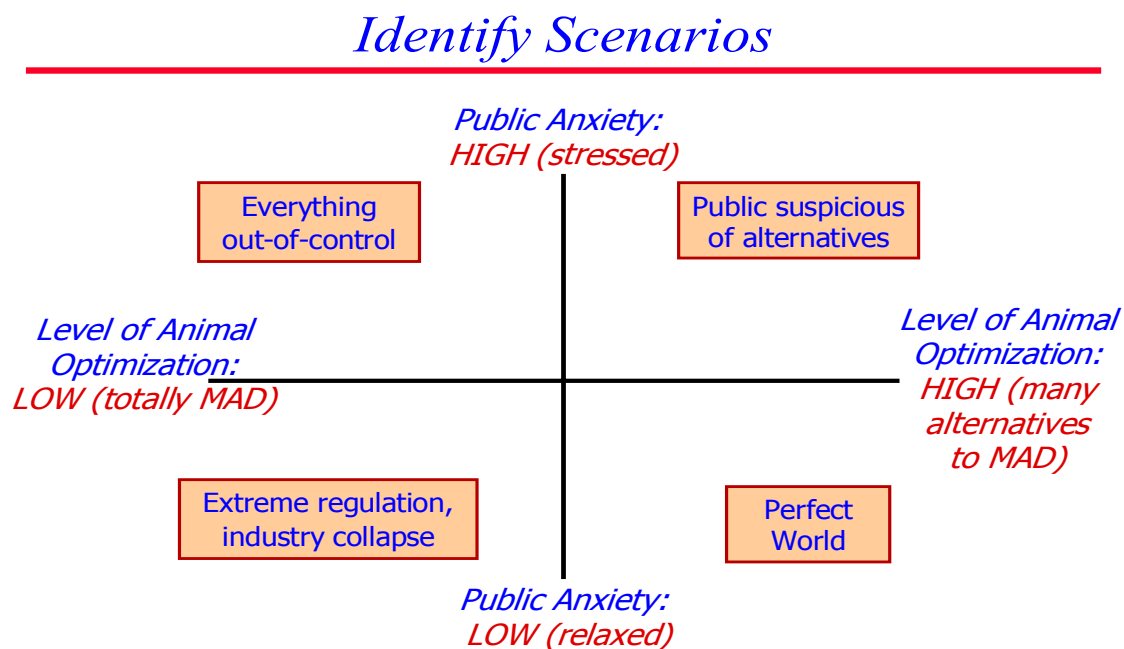 Identify Scenarios
Public Anxiety:
HIGH (stressed)
Everything
out-of-control
Public suspicious
of alternatives
Level of Animal
Optimization:
LOW (totally MAD)
Level of Animal
Optimization:
HIGH (many
alternatives
to MAD)
Extreme regulation,
industry collapse
Perfect
World
Public Anxiety:
LOW (relaxed)